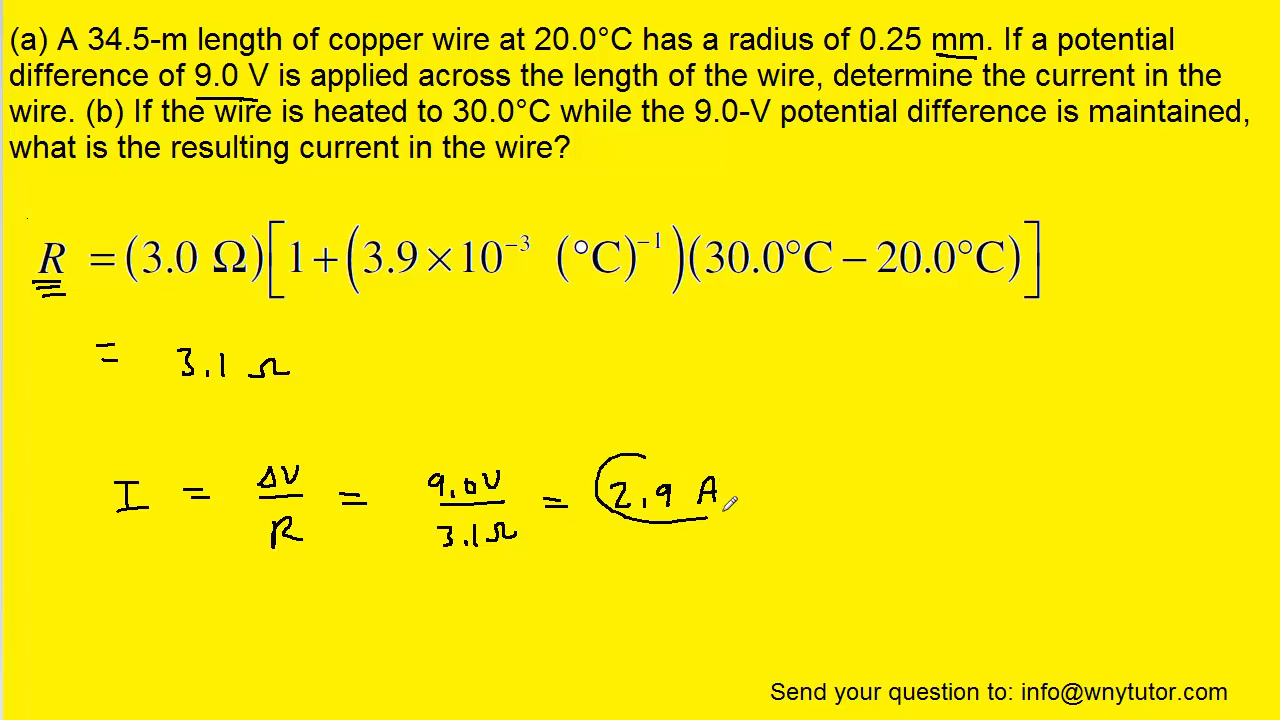 (a) A 34.5-m length of copper wire at 20.0°C has a radius of 0.25 mm. If a potential
difference of 9.0 V is applied across the length of the wire, determine the current in the
wire. (b) If the wire is heated to 30.0°C while the 9.0-V potential difference is maintained,
what is the resulting current in the wire?
R = (3.0 Ω)[1+(3.9×10⁻³ (°C)⁻¹)(30.0°C − 20.0°C)]
= 3.1 Ω
I = ΔV/R = 9.0V/3.1Ω = 2.9 A
Send your question to: info@wnytutor.com